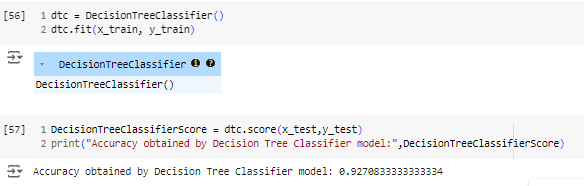 [56]
1 dtc = DecisionTreeClassifier()
2 dtc.fit(x_train, y_train)
DecisionTreeClassifier i ?
DecisionTreeClassifier()
[57]
1 DecisionTreeClassifierScore = dtc.score(x_test,y_test)
2 print("Accuracy obtained by Decision Tree Classifier model:",DecisionTreeClassifierScore)
Accuracy obtained by Decision Tree Classifier model: 0.9270833333333334